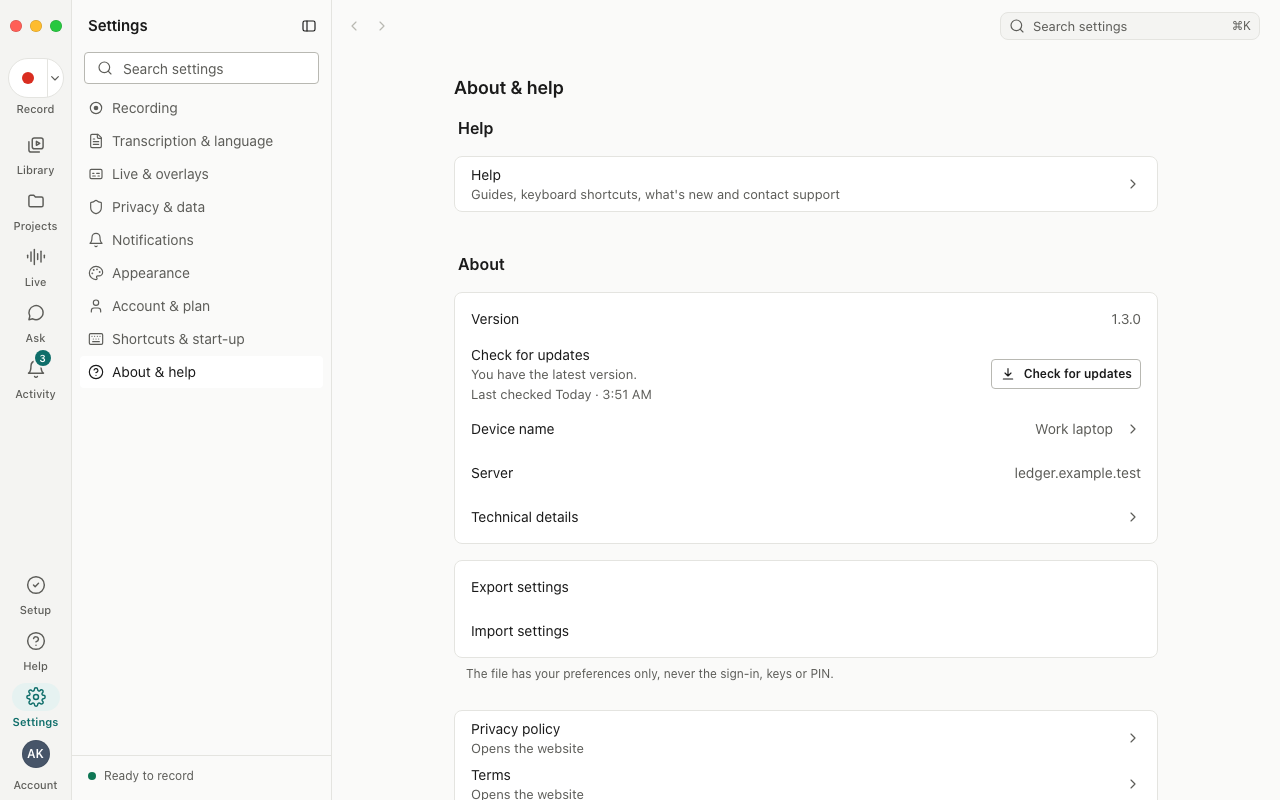 Settings
Search settings
⌘K
Record
Library
Projects
Live
Ask
3
Activity
Setup
Help
Settings
AK
Account
Search settings
Recording
Transcription & language
Live & overlays
Privacy & data
Notifications
Appearance
Account & plan
Shortcuts & start-up
About & help
Ready to record
About & help
Help
Help
Guides, keyboard shortcuts, what's new and contact support
About
Version
1.3.0
Check for updates
You have the latest version.
Last checked Today · 3:51 AM
Check for updates
Device name
Work laptop
Server
ledger.example.test
Technical details
Export settings
Import settings
The file has your preferences only, never the sign-in, keys or PIN.
Privacy policy
Opens the website
Terms
Opens the website